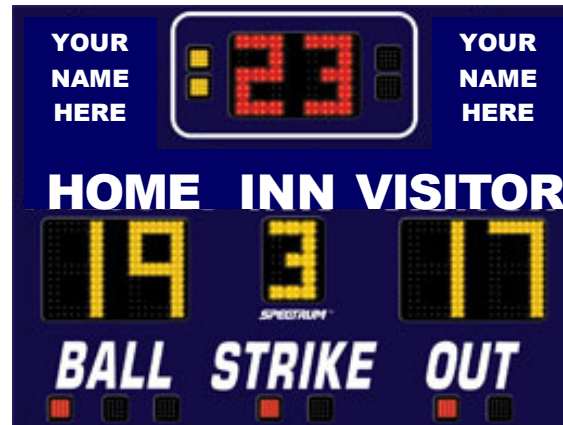 YOUR NAME HERE
23
YOUR NAME HERE
HOME INN VISITOR
19 3 17
SPECTRUM
BALL STRIKE OUT